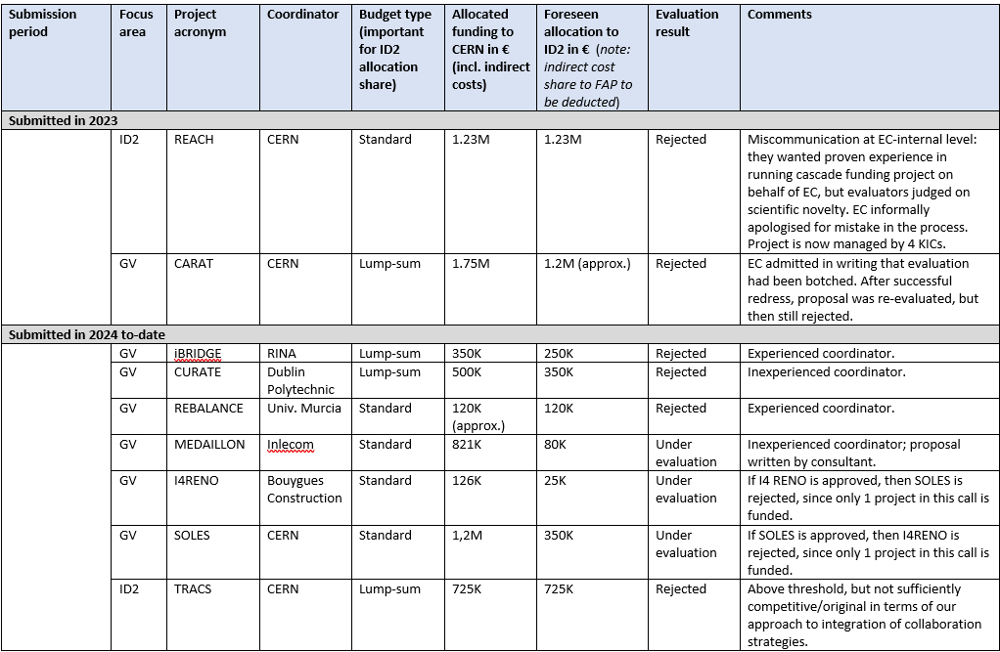 Submission period | Focus area | Project acronym | Coordinator | Budget type (important for ID2 allocation share) | Allocated funding to CERN in € (incl. indirect costs) | Foreseen allocation to ID2 in € (note: indirect cost share to FAP to be deducted) | Evaluation result | Comments
Submitted in 2023
ID2 | REACH | CERN | Standard | 1.23M | 1.23M | Rejected | Miscommunication at EC-internal level: they wanted proven experience in running cascade funding project on behalf of EC, but evaluators judged on scientific novelty. EC informally apologised for mistake in the process. Project is now managed by 4 KICs.
GV | CARAT | CERN | Lump-sum | 1.75M | 1.2M (approx.) | Rejected | EC admitted in writing that evaluation had been botched. After successful redress, proposal was re-evaluated, but then still rejected.
Submitted in 2024 to-date
GV | iBRIDGE | RINA | Lump-sum | 350K | 250K | Rejected | Experienced coordinator.
GV | CURATE | Dublin Polytechnic | Lump-sum | 500K | 350K | Rejected | Inexperienced coordinator.
GV | REBALANCE | Univ. Murcia | Standard | 120K (approx.) | 120K | Rejected | Experienced coordinator.
GV | MEDAILLON | Inlecom | Standard | 821K | 80K | Under evaluation | Inexperienced coordinator; proposal written by consultant.
GV | I4RENO | Bouygues Construction | Standard | 126K | 25K | Under evaluation | If I4 RENO is approved, then SOLES is rejected, since only 1 project in this call is funded.
GV | SOLES | CERN | Standard | 1,2M | 350K | Under evaluation | If SOLES is approved, then I4RENO is rejected, since only 1 project in this call is funded.
ID2 | TRACS | CERN | Lump-sum | 725K | 725K | Rejected | Above threshold, but not sufficiently competitive/original in terms of our approach to integration of collaboration strategies.